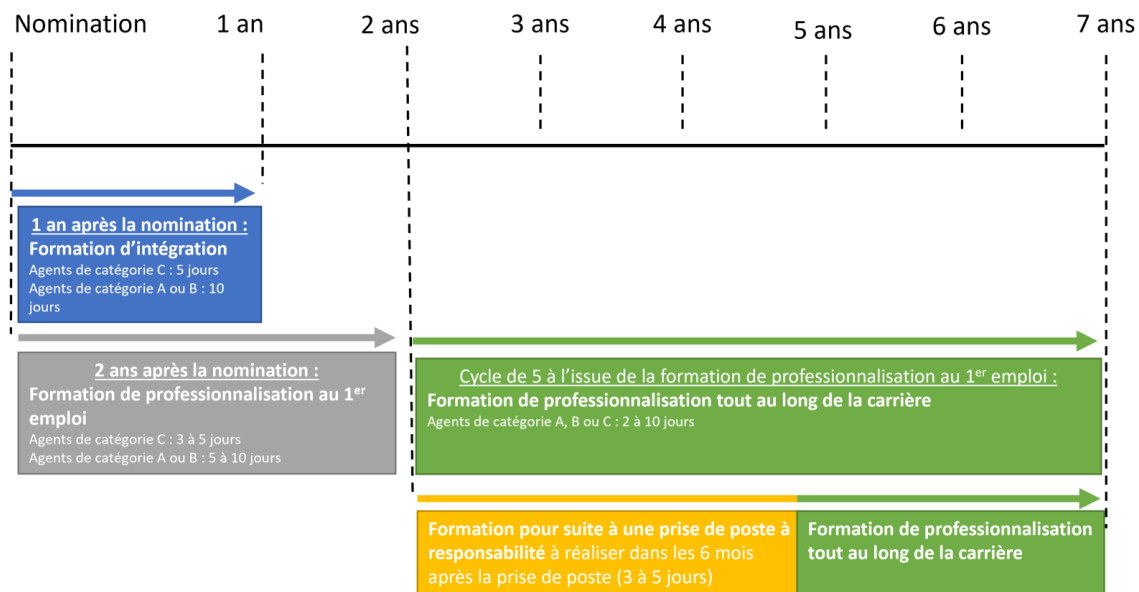 Nomination 1 an 2 ans 3 ans 4 ans 5 ans 6 ans 7 ans
1 an après la nomination :
Formation d'intégration
Agents de catégorie C : 5 jours
Agents de catégorie A ou B : 10
jours
2 ans après la nomination :
Formation de professionalisation au 1er
emploi
Agents de catégorie C : 3 à 5 jours
Agents de catégorie A ou B : 5 à 10 jours
Cycle de 5 à l'issue de la formation de professionnalisation au 1er emploi :
Formation de professionalisation tout au long de la carrière
Agents de catégorie A, B ou C : 2 à 10 jours
Formation pour suite à une prise de poste à
responsabilité à réaliser dans les 6 mois
après la prise de poste (3 à 5 jours)
Formation de professionalisation
tout au long de la carrière